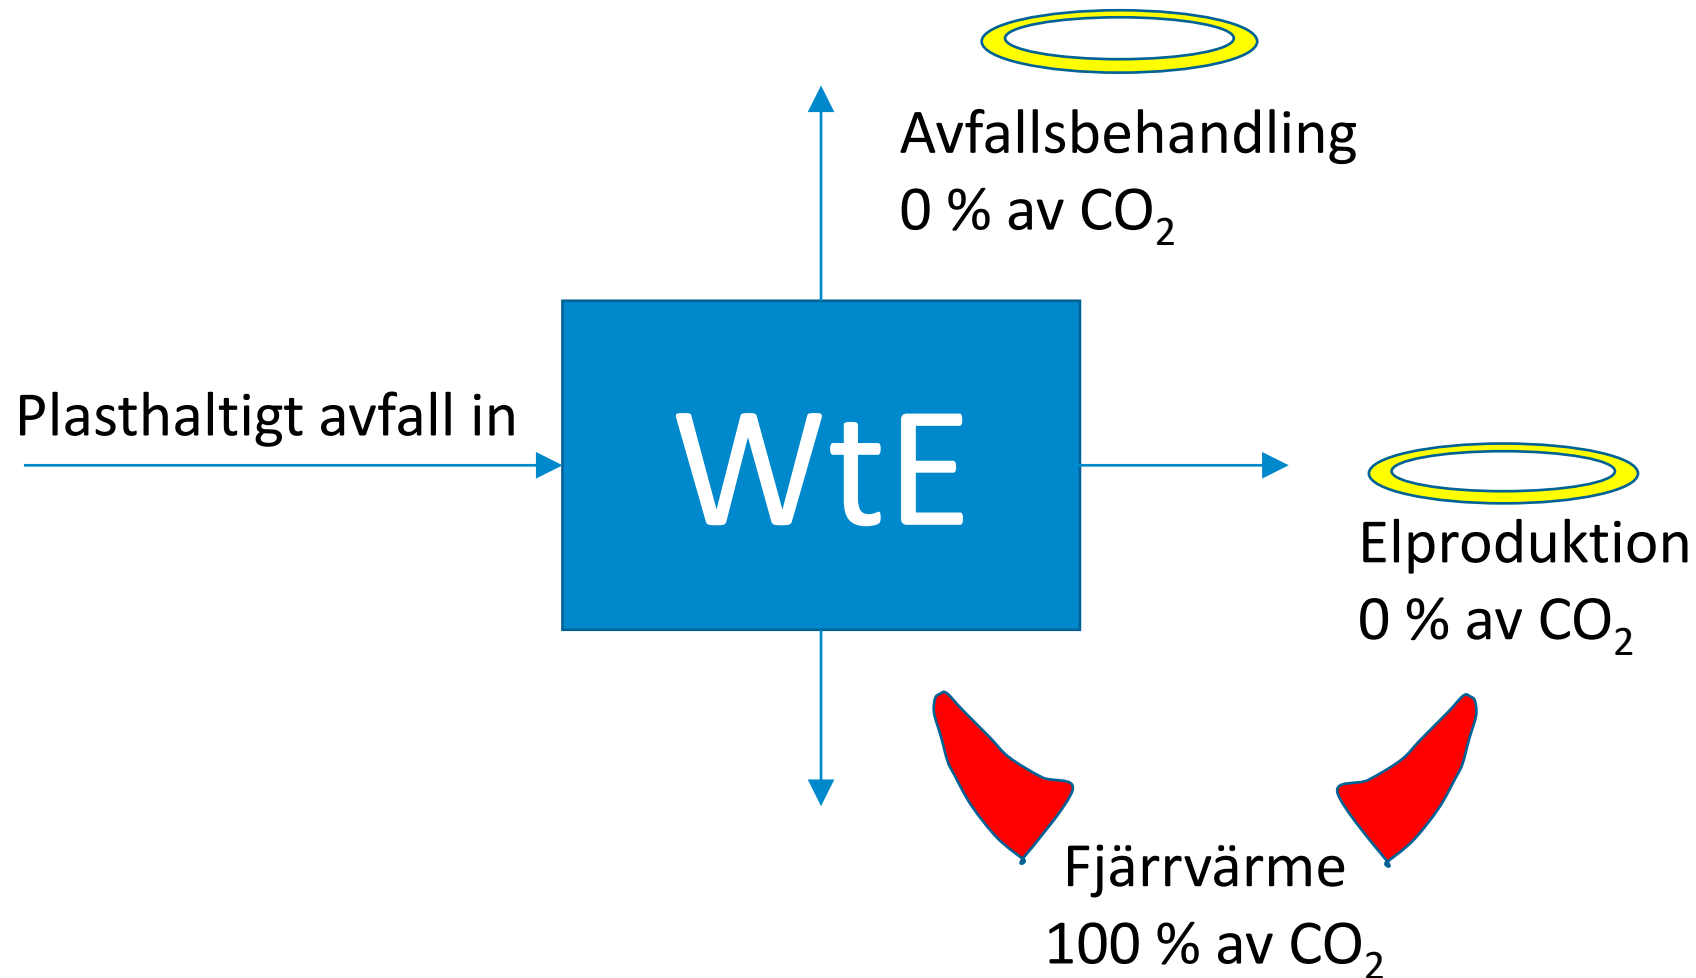 Avfallsbehandling
0 % av CO₂
Plasthaltigt avfall in
WtE
Elproduktion
0 % av CO₂
Fjärrvärme
100 % av CO₂